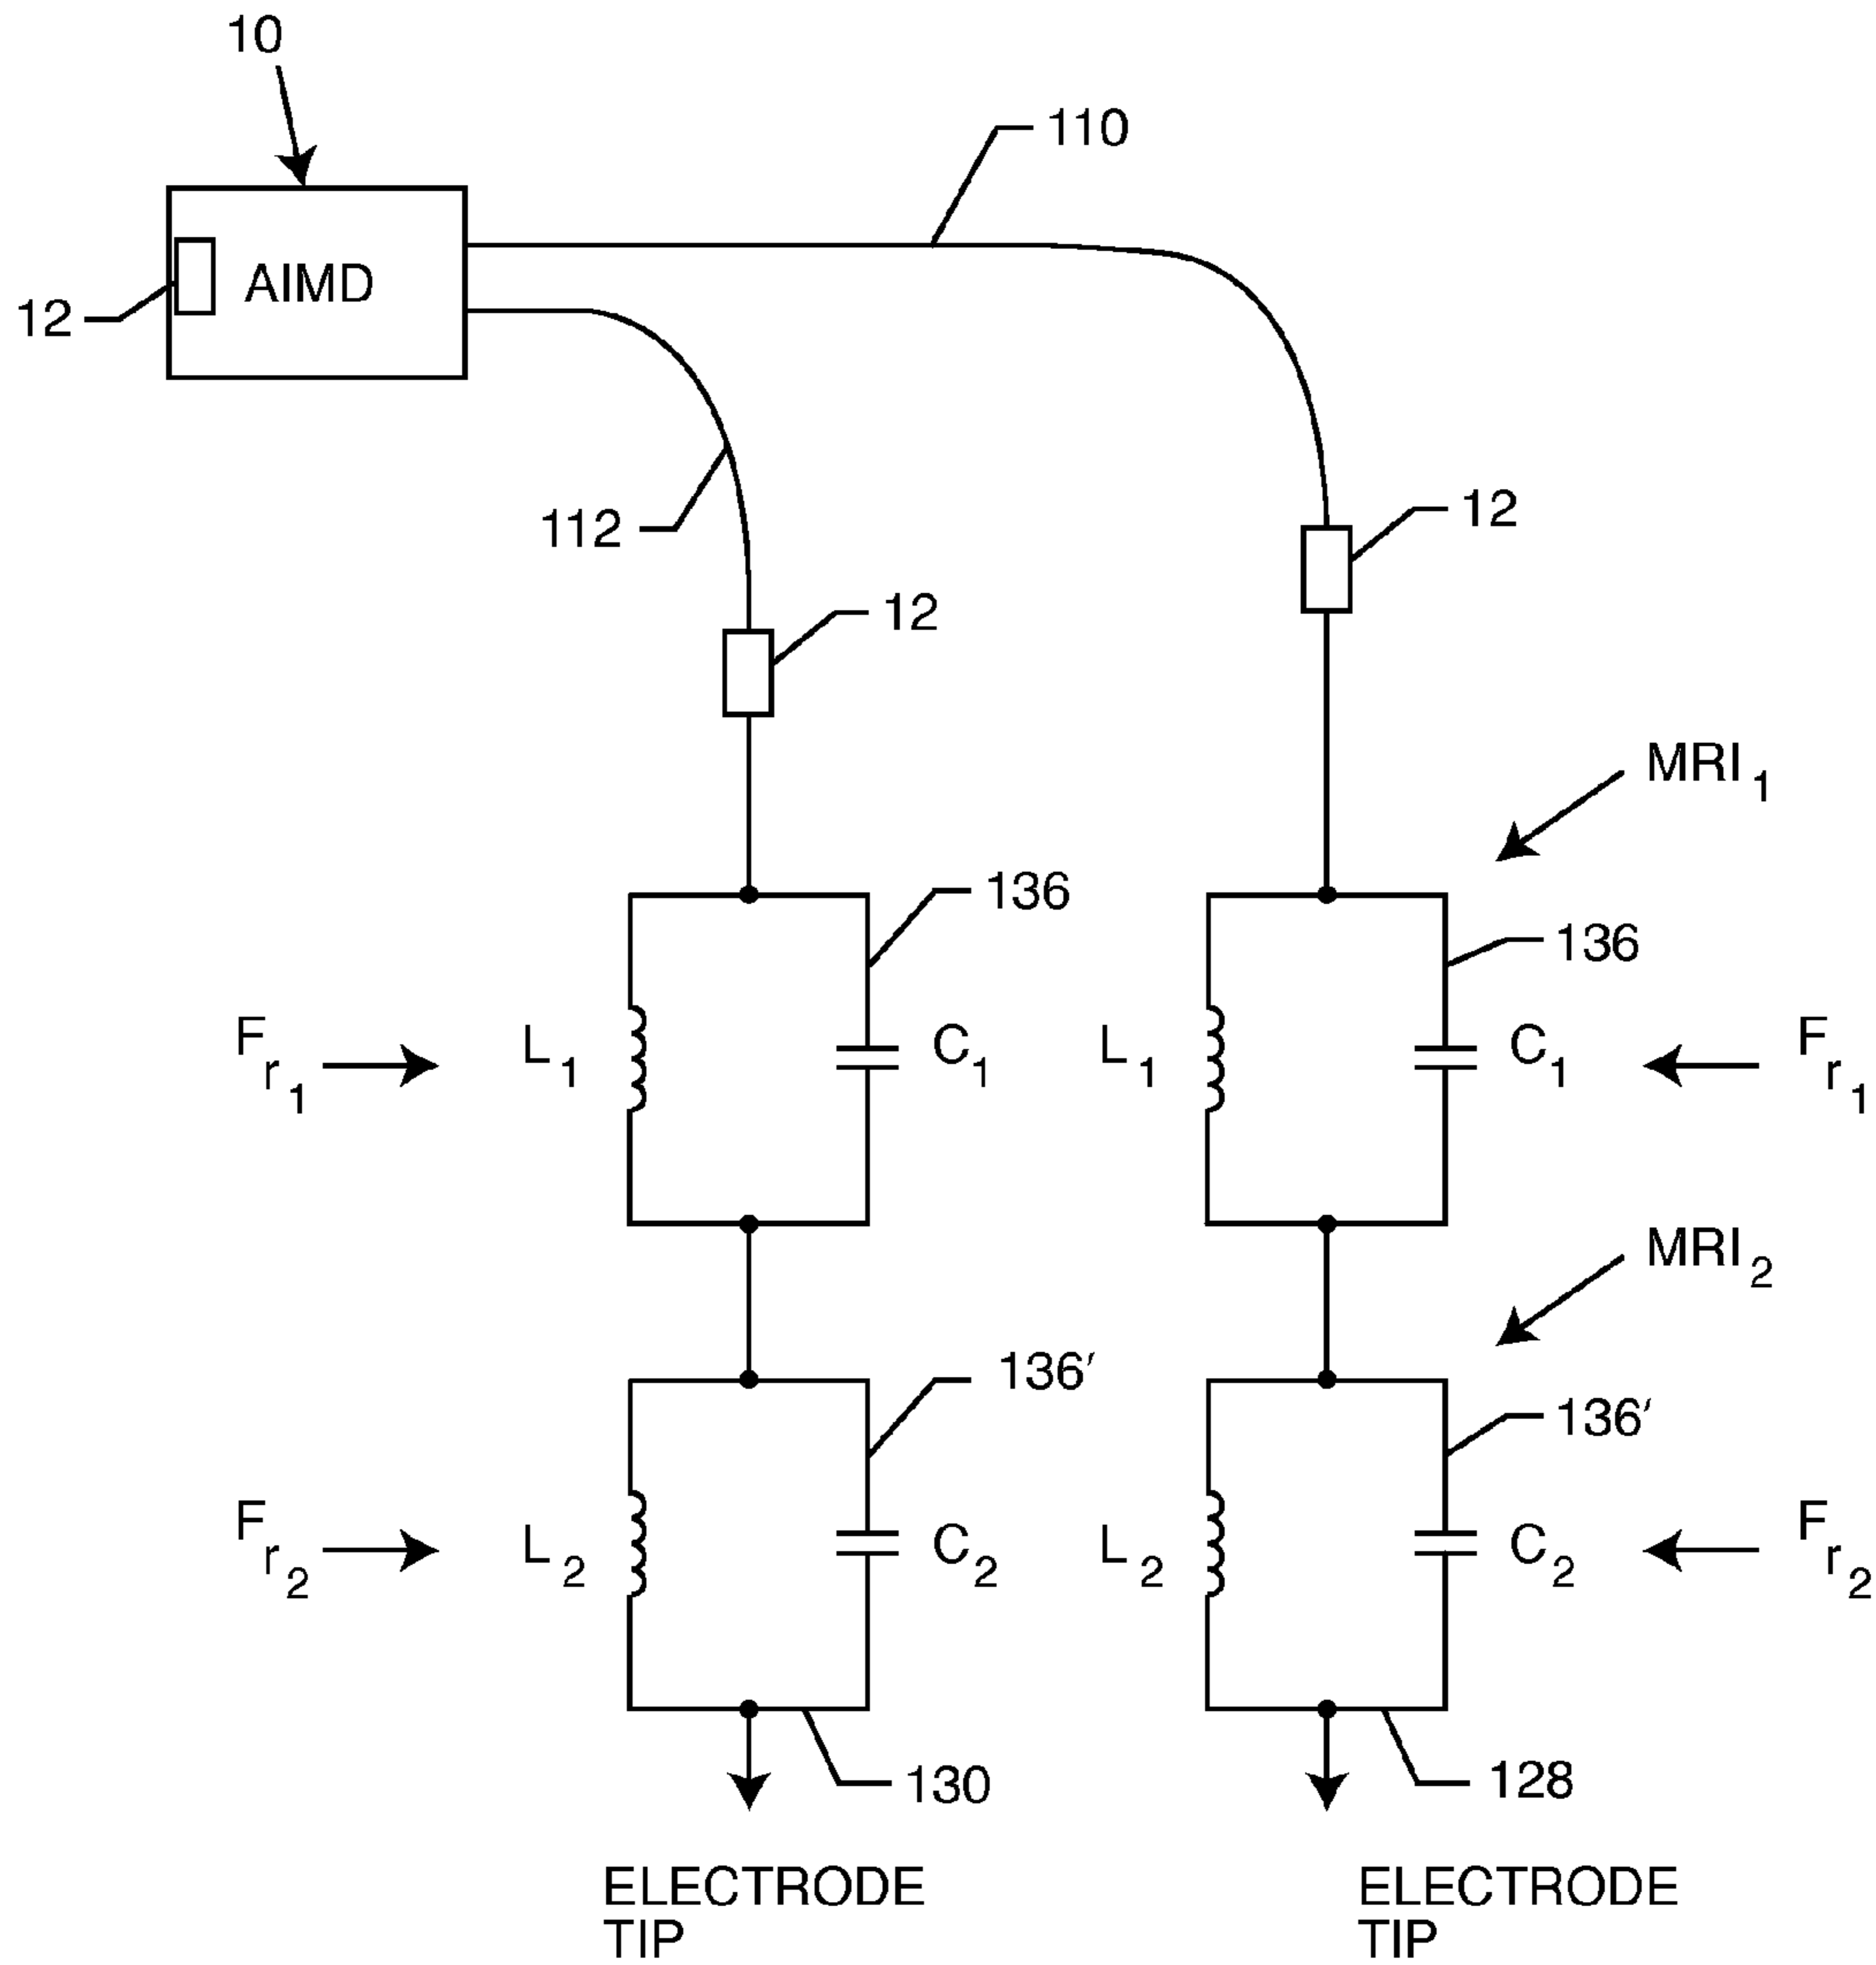 10
110
AIMD
12
112
12
12
MRI1
136
136
Fr1
L1
C1
L1
C1
Fr1
MRI2
136′
136′
Fr2
L2
C2
L2
C2
Fr2
130
128
ELECTRODE
TIP
ELECTRODE
TIP